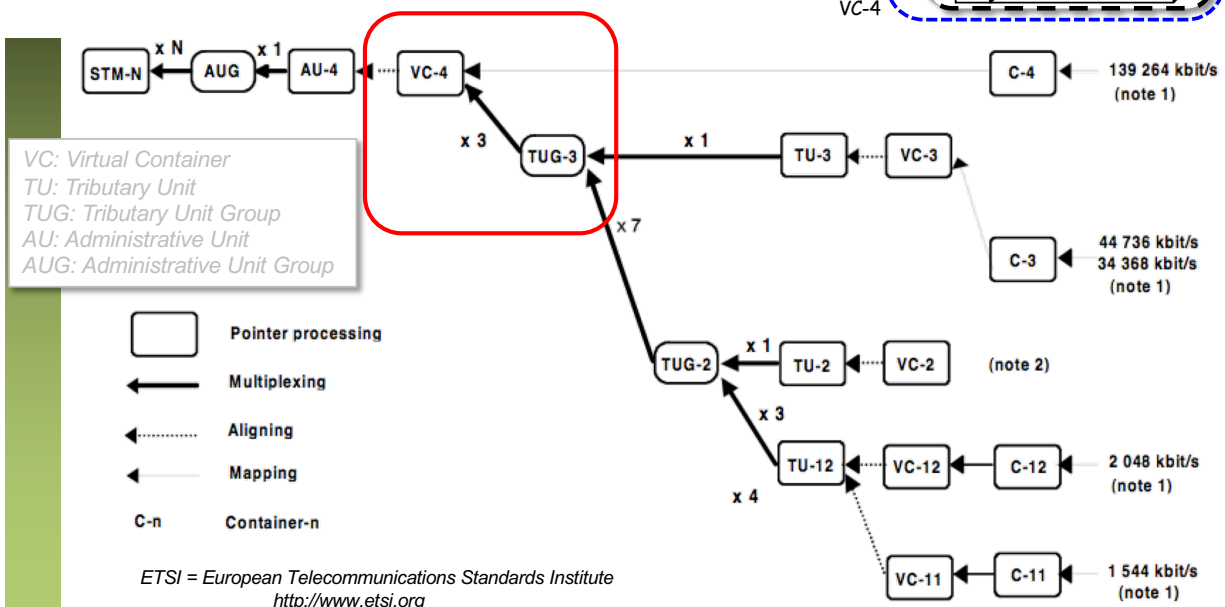 VC-4
STM-N
x N
AUG
x 1
AU-4
VC-4
C-4
139 264 kbit/s
(note 1)
x 3
TUG-3
x 1
TU-3
VC-3
VC: Virtual Container
TU: Tributary Unit
TUG: Tributary Unit Group
AU: Administrative Unit
AUG: Administrative Unit Group
x 7
C-3
44 736 kbit/s
34 368 kbit/s
(note 1)
Pointer processing
Multiplexing
Aligning
Mapping
C-n Container-n
TUG-2
x 1
TU-2
VC-2
(note 2)
x 3
TU-12
VC-12
C-12
2 048 kbit/s
(note 1)
x 4
VC-11
C-11
1 544 kbit/s
(note 1)
ETSI = European Telecommunications Standards Institute
http://www.etsi.org